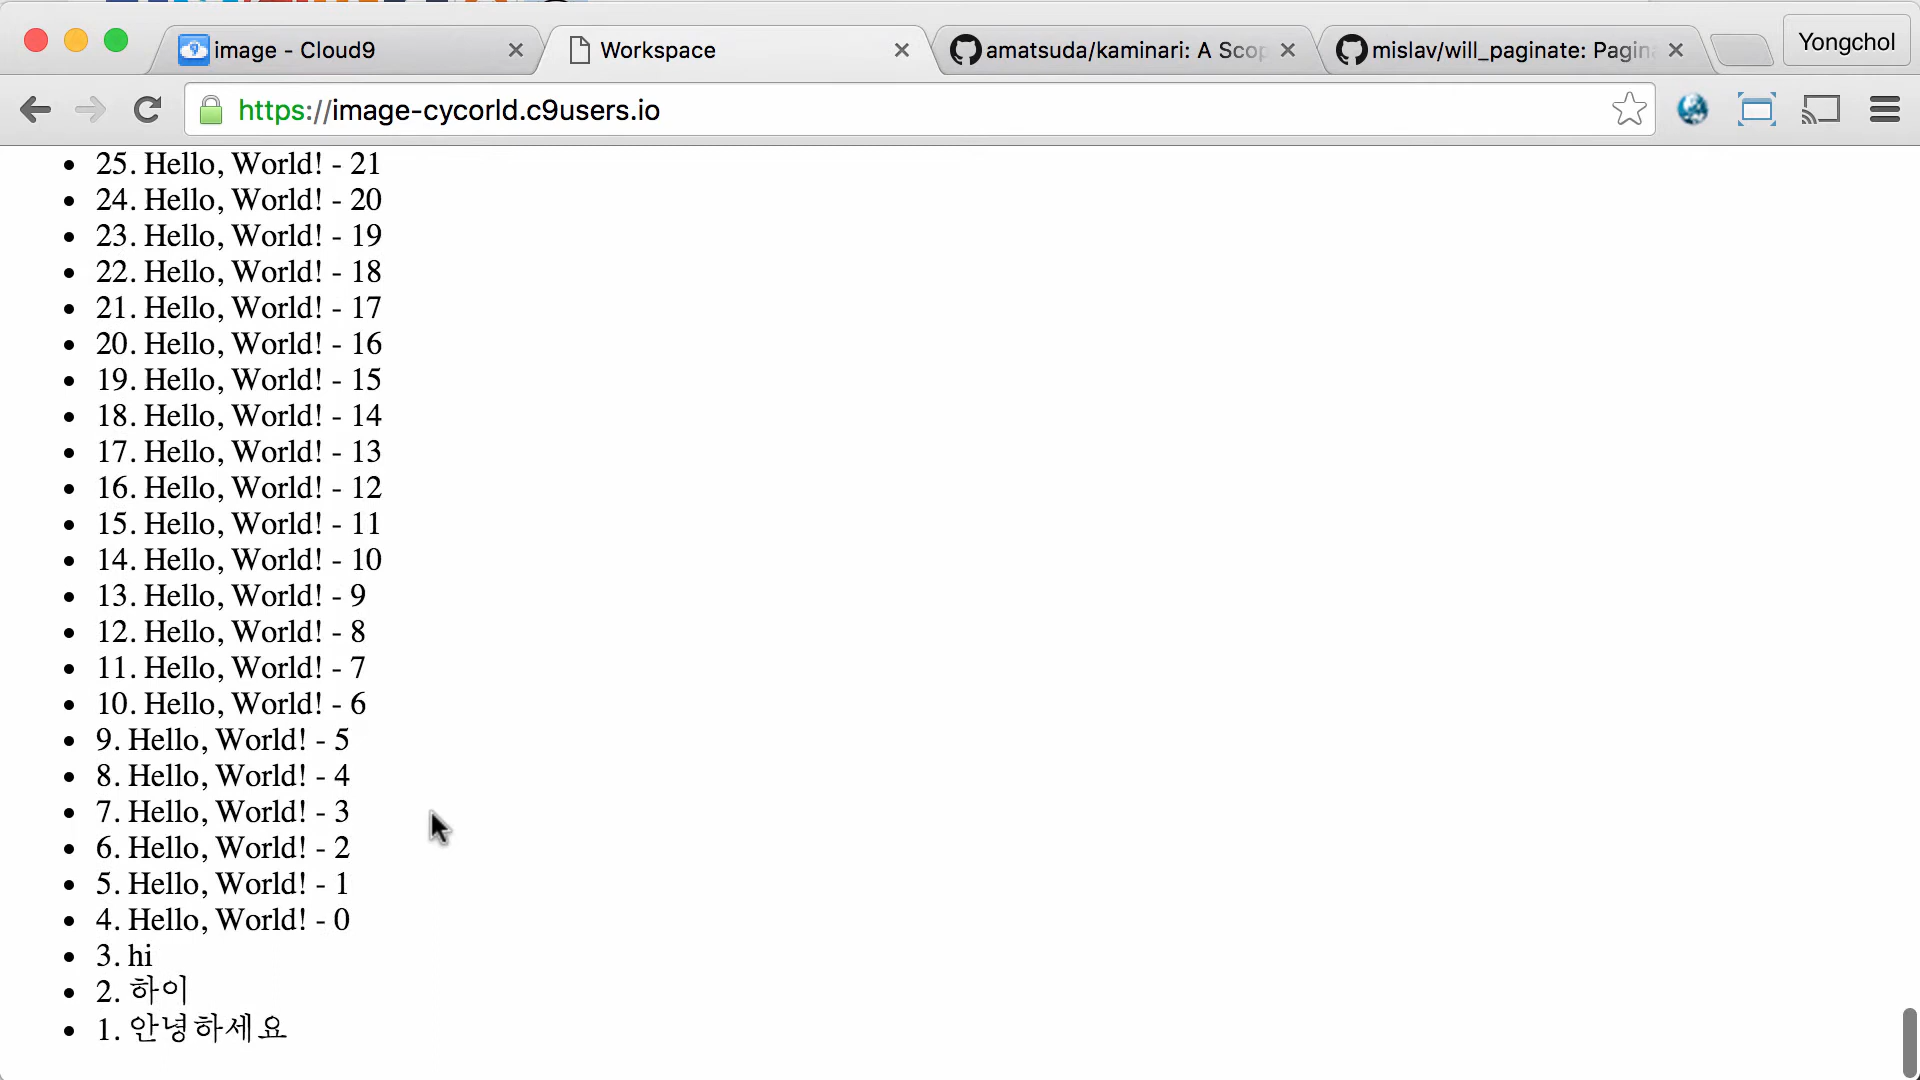 image - Cloud9
Workspace
amatsuda/kaminari: A Scop
mislav/will_paginate: Pagina
Yongchol
https://image-cycorld.c9users.io
• 25. Hello, World! - 21
• 24. Hello, World! - 20
• 23. Hello, World! - 19
• 22. Hello, World! - 18
• 21. Hello, World! - 17
• 20. Hello, World! - 16
• 19. Hello, World! - 15
• 18. Hello, World! - 14
• 17. Hello, World! - 13
• 16. Hello, World! - 12
• 15. Hello, World! - 11
• 14. Hello, World! - 10
• 13. Hello, World! - 9
• 12. Hello, World! - 8
• 11. Hello, World! - 7
• 10. Hello, World! - 6
• 9. Hello, World! - 5
• 8. Hello, World! - 4
• 7. Hello, World! - 3
• 6. Hello, World! - 2
• 5. Hello, World! - 1
• 4. Hello, World! - 0
• 3. hi
• 2. 하이
• 1. 안녕하세요